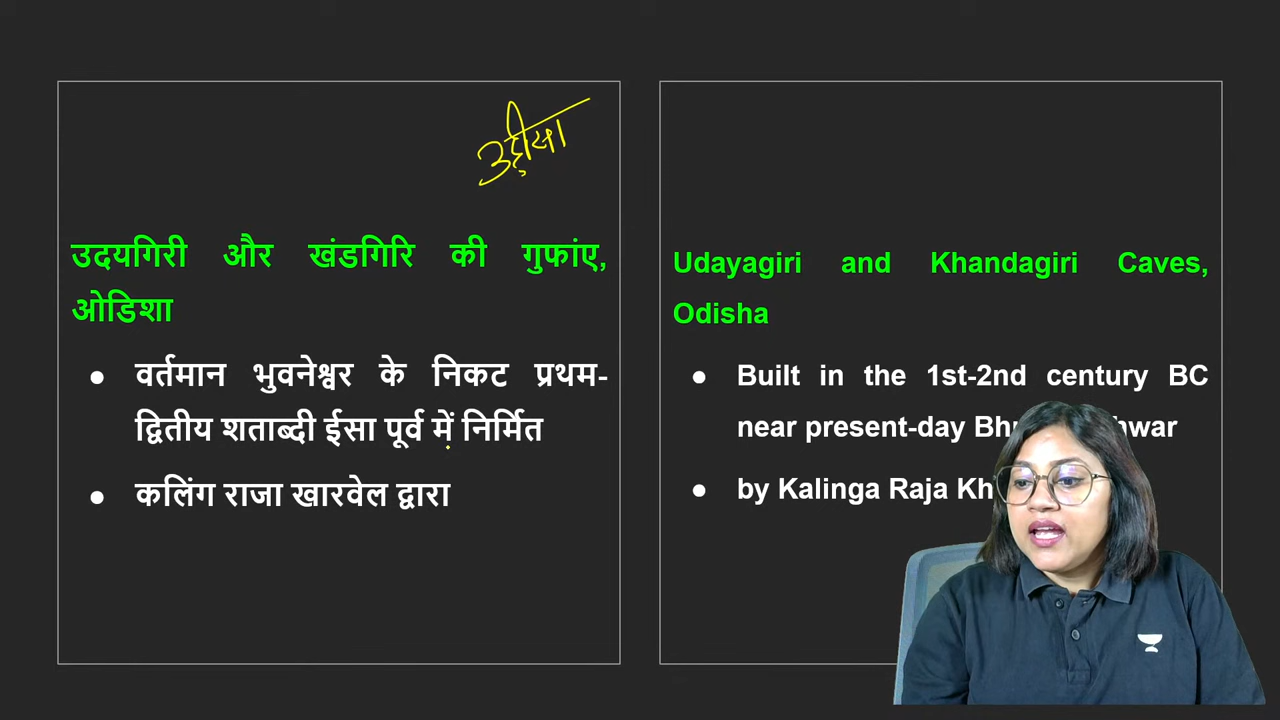 उड़ीसा
उदयगिरी और खंडगिरि की गुफांए,
ओडिशा
● वर्तमान भुवनेश्वर के निकट प्रथम-
द्वितीय शताब्दी ईसा पूर्व में निर्मित
● कलिंग राजा खारवेल द्वारा
Udayagiri and Khandagiri Caves,
Odisha
● Built in the 1st-2nd century BC
near present-day
● by Kalinga Raja